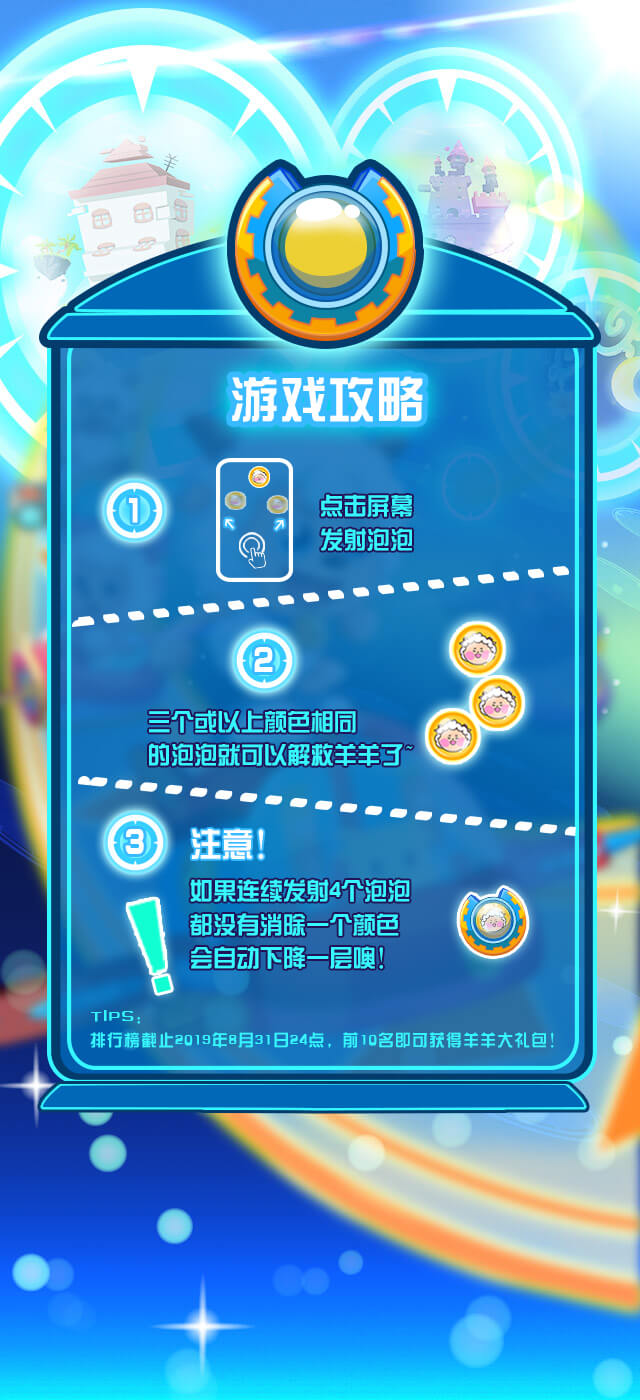 游戏攻略
1
点击屏幕
发射泡泡
2
三个或以上颜色相同
的泡泡就可以解救羊羊了~
3
注意!
如果连续发射4个泡泡
都没有消除一个颜色
会自动下降一层噢!
TIPS:
排行榜截止2019年8月31日24点，前10名即可获得羊羊大礼包!